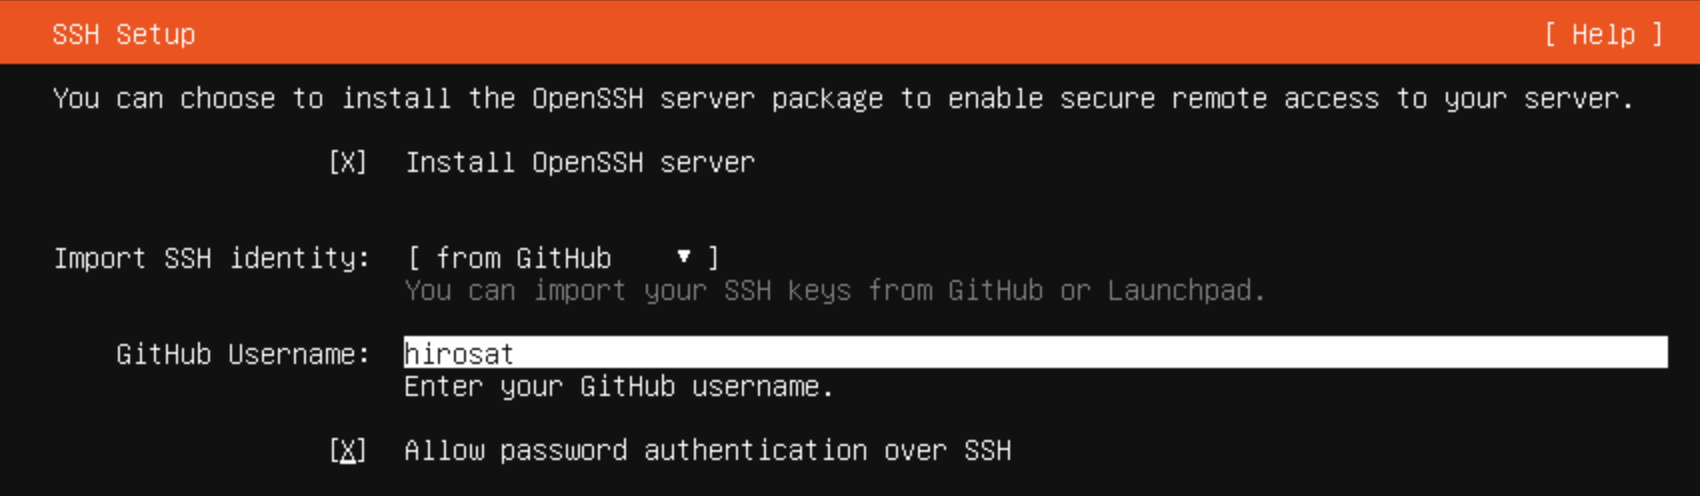 SSH Setup [ Help ]
You can choose to install the OpenSSH server package to enable secure remote access to your server.
[X] Install OpenSSH server
Import SSH identity: [ from GitHub ▼ ]
You can import your SSH keys from GitHub or Launchpad.
GitHub Username: hirosat
Enter your GitHub username.
[X] Allow password authentication over SSH